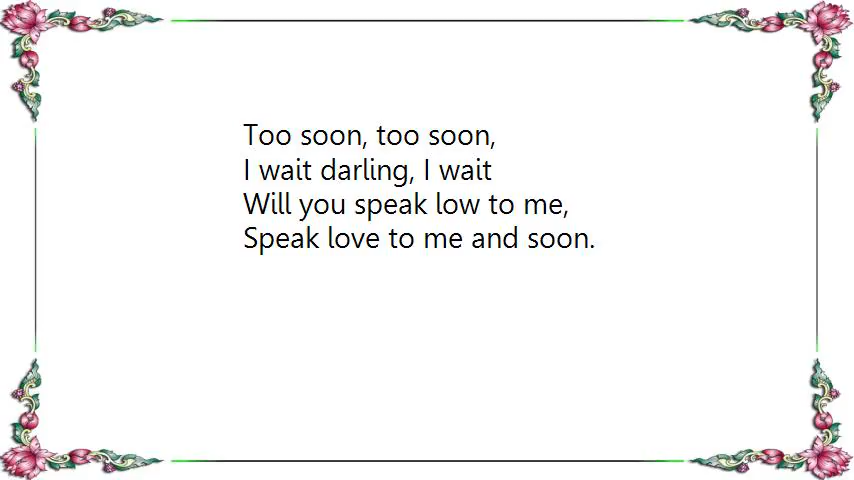 Too soon, too soon,
I wait darling, I wait
Will you speak low to me,
Speak love to me and soon.